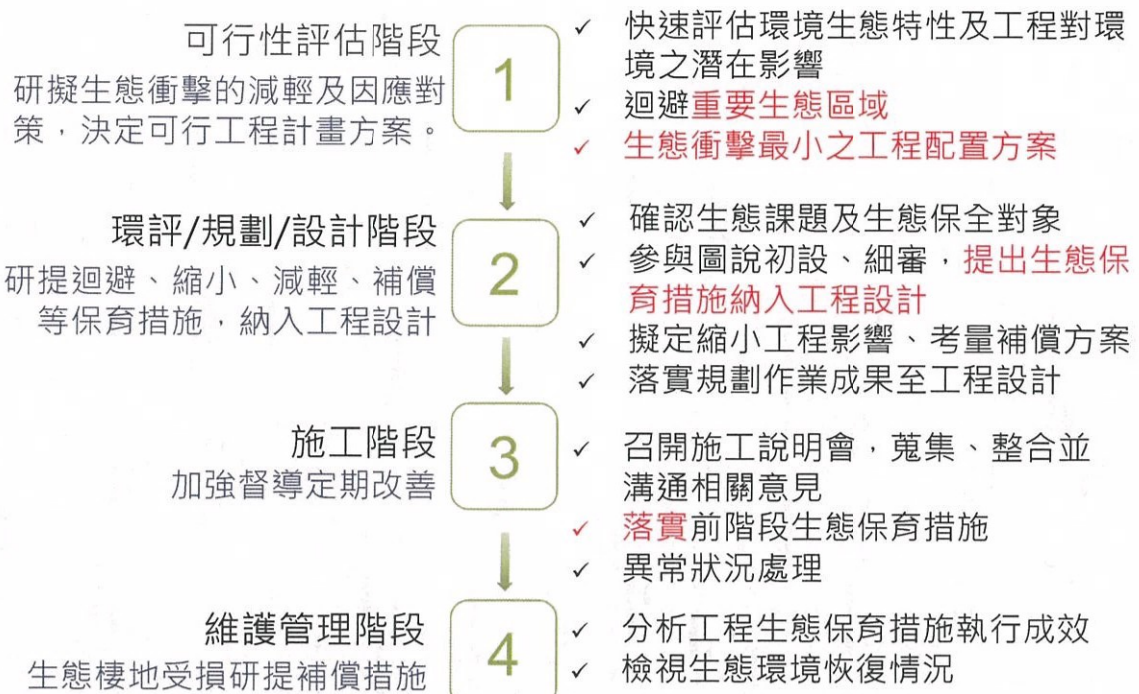 可行性評估階段
研擬生態衝擊的減輕及因應對
策，決定可行工程計畫方案。
1
✓ 快速評估環境生態特性及工程對環
境之潛在影響
✓ 迴避重要生態區域
✓ 生態衝擊最小之工程配置方案
環評/規劃/設計階段
研提迴避、縮小、減輕、補償
等保育措施，納入工程設計
2
✓ 確認生態課題及生態保全對象
✓ 參與圖說初設、細審，提出生態保
育措施納入工程設計
✓ 擬定縮小工程影響、考量補償方案
✓ 落實規劃作業成果至工程設計
施工階段
加強督導定期改善
3
✓ 召開施工說明會，蒐集、整合並
溝通相關意見
✓ 落實前階段生態保育措施
✓ 異常狀況處理
維護管理階段
生態棲地受損研提補償措施
4
✓ 分析工程生態保育措施執行成效
✓ 檢視生態環境恢復情況